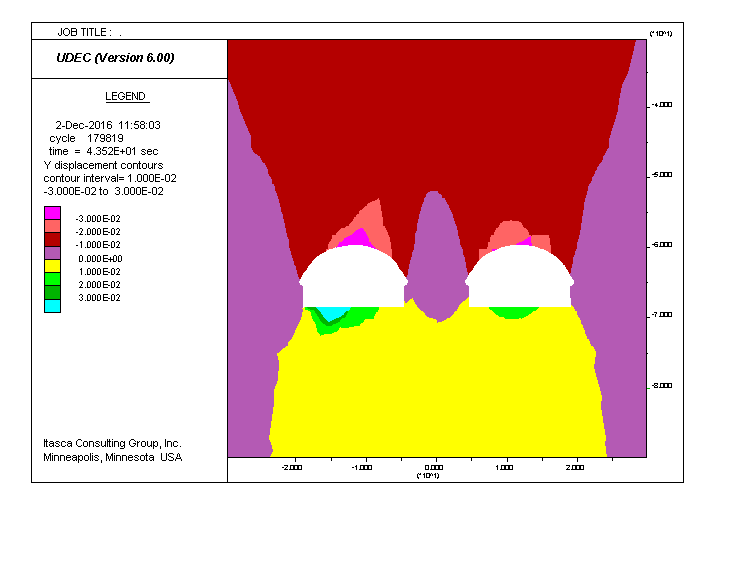 JOB TITLE : .
(*10^1)
UDEC (Version 6.00)
LEGEND
2-Dec-2016 11:58:03
cycle 179819
time = 4.352E+01 sec
Y displacement contours
contour interval= 1.000E-02
-3.000E-02 to 3.000E-02
-3.000E-02
-2.000E-02
-1.000E-02
0.000E+00
1.000E-02
2.000E-02
3.000E-02
-4.000
-5.000
-6.000
-7.000
-8.000
Itasca Consulting Group, Inc.
Minneapolis, Minnesota USA
-2.000 -1.000 0.000 1.000 2.000
(*10^1)